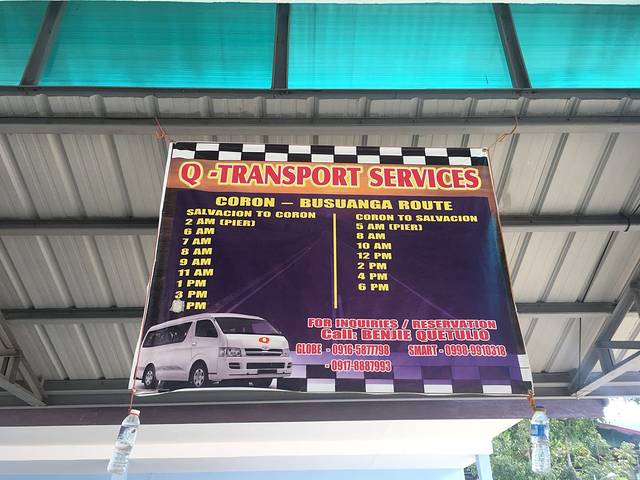 Q -TRANSPORT SERVICES
CORON – BUSUANGA ROUTE
SALVACION TO CORON
2 AM (PIER)
6 AM
7 AM
8 AM
9 AM
11 AM
1 PM
3 PM
PM
CORON TO SALVACION
5 AM (PIER)
8 AM
10 AM
12 PM
2 PM
4 PM
6 PM
FOR INQUIRIES / RESERVATION
Call: BENJIE QUETULIO
GLOBE - 0916-5877798 SMART - 0998-9910318
- 0917-8887993
Q